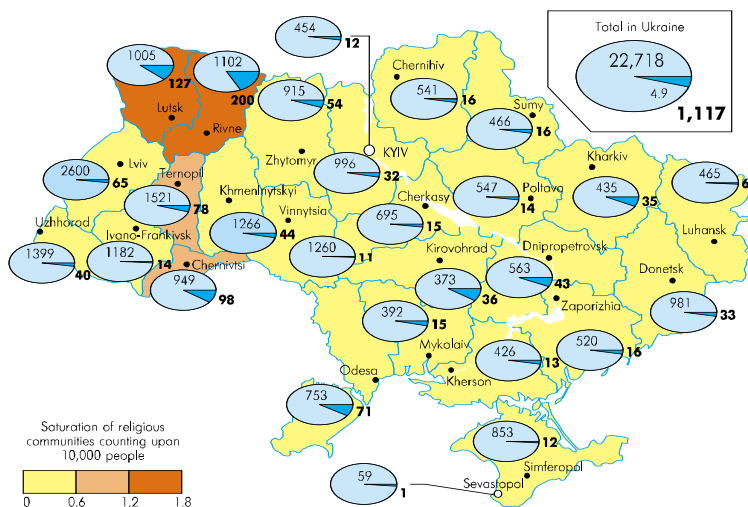 454
12
Total in Ukraine
22,718
4.9
1,117
1005
127
1102
200
Lutsk
Rivne
915
54
Zhytomyr
Chernihiv
541
16
Sumy
466
16
KYIV
996
32
Kharkiv
435
35
465
6
Luhansk
Lviv
2600
65
Ternopil
1521
78
Khmelnytskyi
1266
44
Vinnytsia
1260
11
Cherkasy
695
15
547
14
Poltava
Uzhhorod
1399
40
Ivano-Frankivsk
1182
14
Chernivtsi
949
98
Kirovohrad
373
36
Dnipropetrovsk
563
43
Donetsk
981
33
Zaporizhia
520
16
392
15
Mykolaiv
426
13
Kherson
Odesa
753
71
853
12
Simferopol
Sevastopol
59
1
Saturation of religious
communities counting upon
10,000 people
0 0.6 1.2 1.8